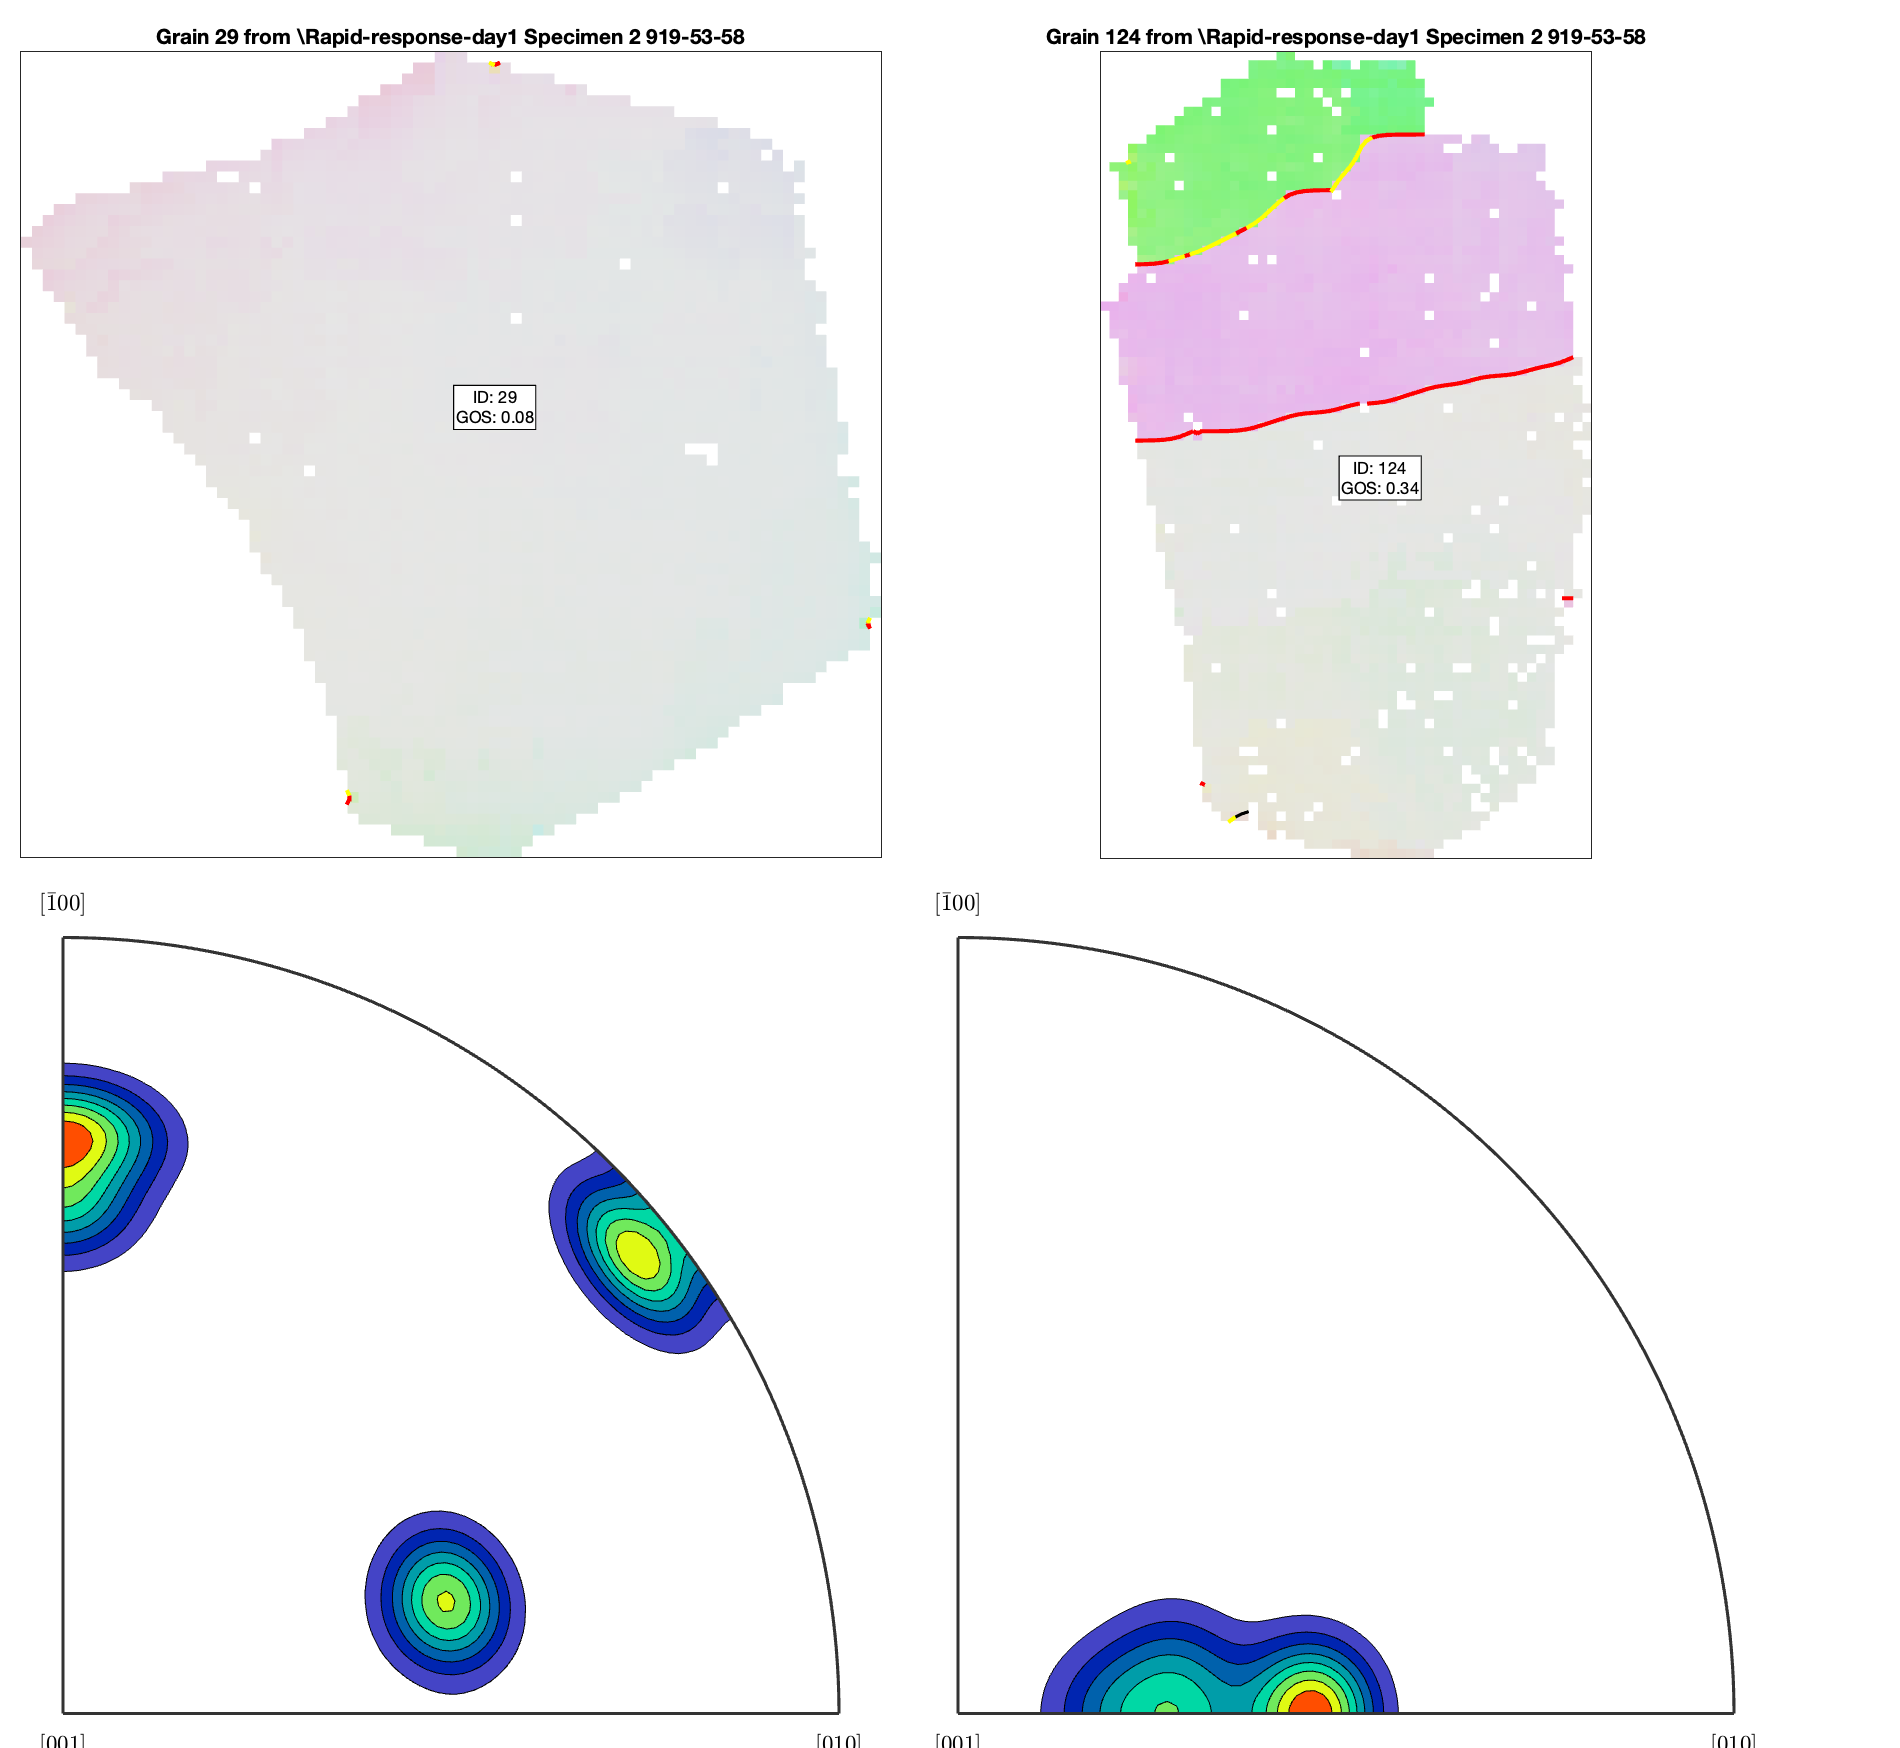 Grain 29 from \Rapid-response-day1 Specimen 2 919-53-58
ID: 29
GOS: 0.08
Grain 124 from \Rapid-response-day1 Specimen 2 919-53-58
ID: 124
GOS: 0.34
[1̄00]
[001]
[010]
[1̄00]
[001]
[010]